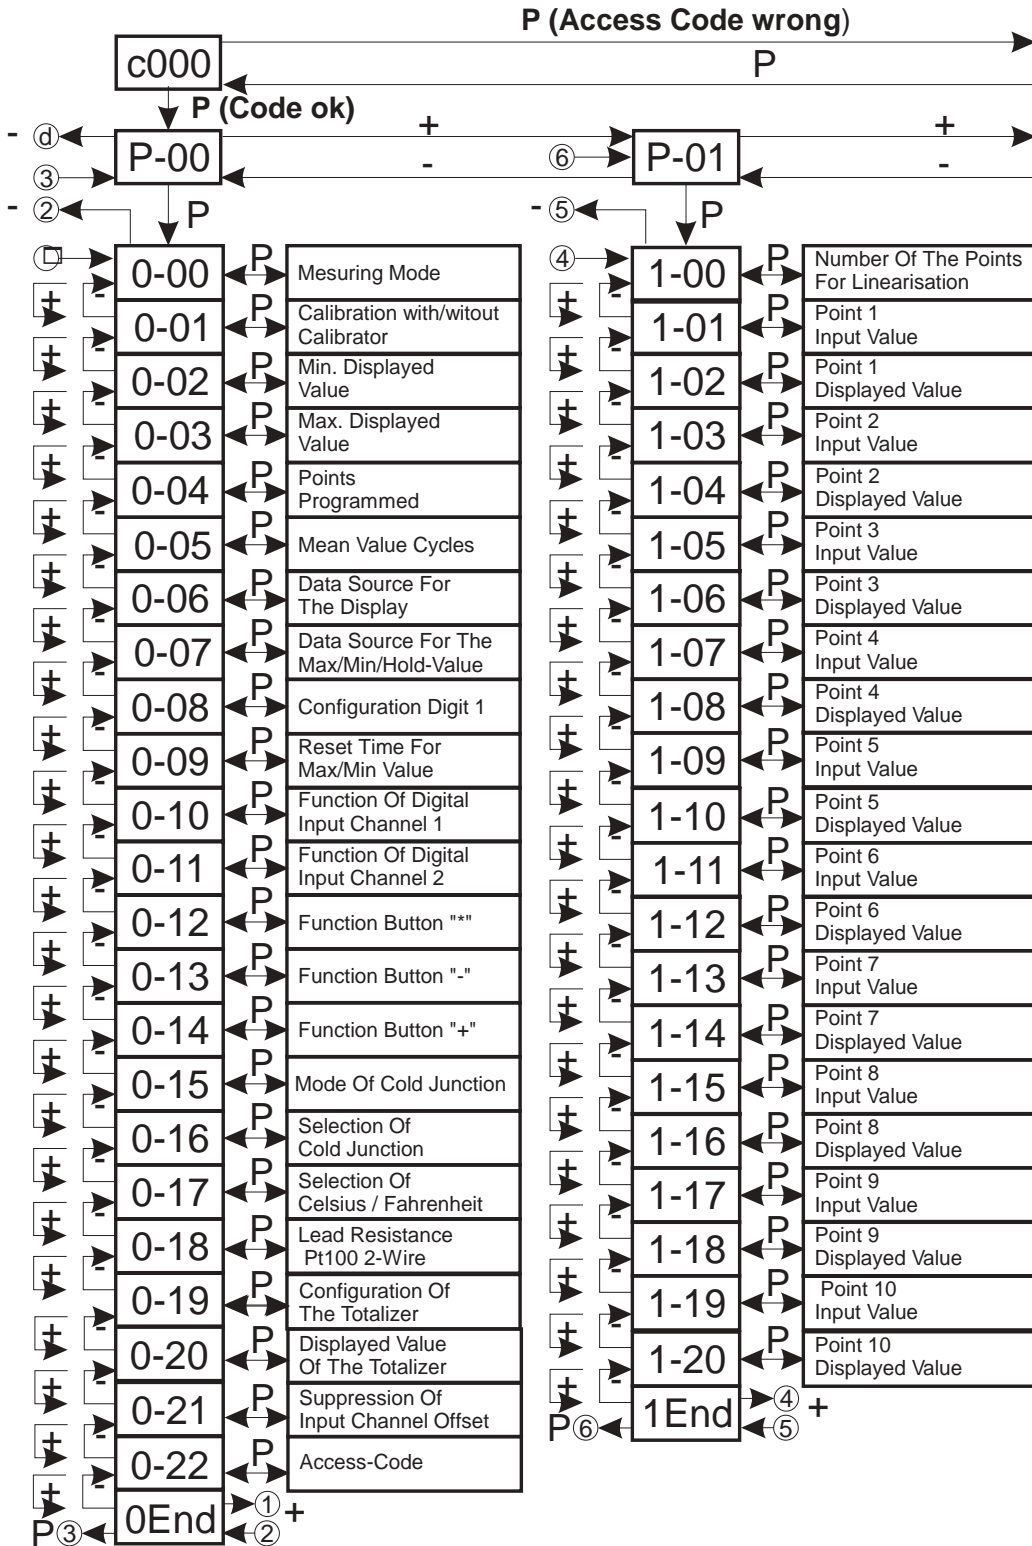 P (Access Code wrong)
c000
P
P (Code ok)
- ⓓ
+
+
P-00
-
⑥
P-01
-
③
- ②
P
- ⑤
P
0-00
P
Mesuring Mode
0-01
P
Calibration with/witout
Calibrator
0-02
P
Min. Displayed
Value
0-03
P
Max. Displayed
Value
0-04
P
Points
Programmed
0-05
P
Mean Value Cycles
0-06
P
Data Source For
The Display
0-07
P
Data Source For The
Max/Min/Hold-Value
0-08
P
Configuration Digit 1
0-09
P
Reset Time For
Max/Min Value
0-10
P
Function Of Digital
Input Channel 1
0-11
P
Function Of Digital
Input Channel 2
0-12
P
Function Button "*"
0-13
P
Function Button "-"
0-14
P
Function Button "+"
0-15
P
Mode Of Cold Junction
0-16
P
Selection Of
Cold Junction
0-17
P
Selection Of
Celsius / Fahrenheit
0-18
P
Lead Resistance
Pt100 2-Wire
0-19
P
Configuration Of
The Totalizer
0-20
P
Displayed Value
Of The Totalizer
0-21
P
Suppression Of
Input Channel Offset
0-22
P
Access-Code
0End
① +
P③
②
④
1-00
P
Number Of The Points
For Linearisation
1-01
P
Point 1
Input Value
1-02
P
Point 1
Displayed Value
1-03
P
Point 2
Input Value
1-04
P
Point 2
Displayed Value
1-05
P
Point 3
Input Value
1-06
P
Point 3
Displayed Value
1-07
P
Point 4
Input Value
1-08
P
Point 4
Displayed Value
1-09
P
Point 5
Input Value
1-10
P
Point 5
Displayed Value
1-11
P
Point 6
Input Value
1-12
P
Point 6
Displayed Value
1-13
P
Point 7
Input Value
1-14
P
Point 7
Displayed Value
1-15
P
Point 8
Input Value
1-16
P
Point 8
Displayed Value
1-17
P
Point 9
Input Value
1-18
P
Point 9
Displayed Value
1-19
P
Point 10
Input Value
1-20
P
Point 10
Displayed Value
1End
④ +
P⑥
⑤